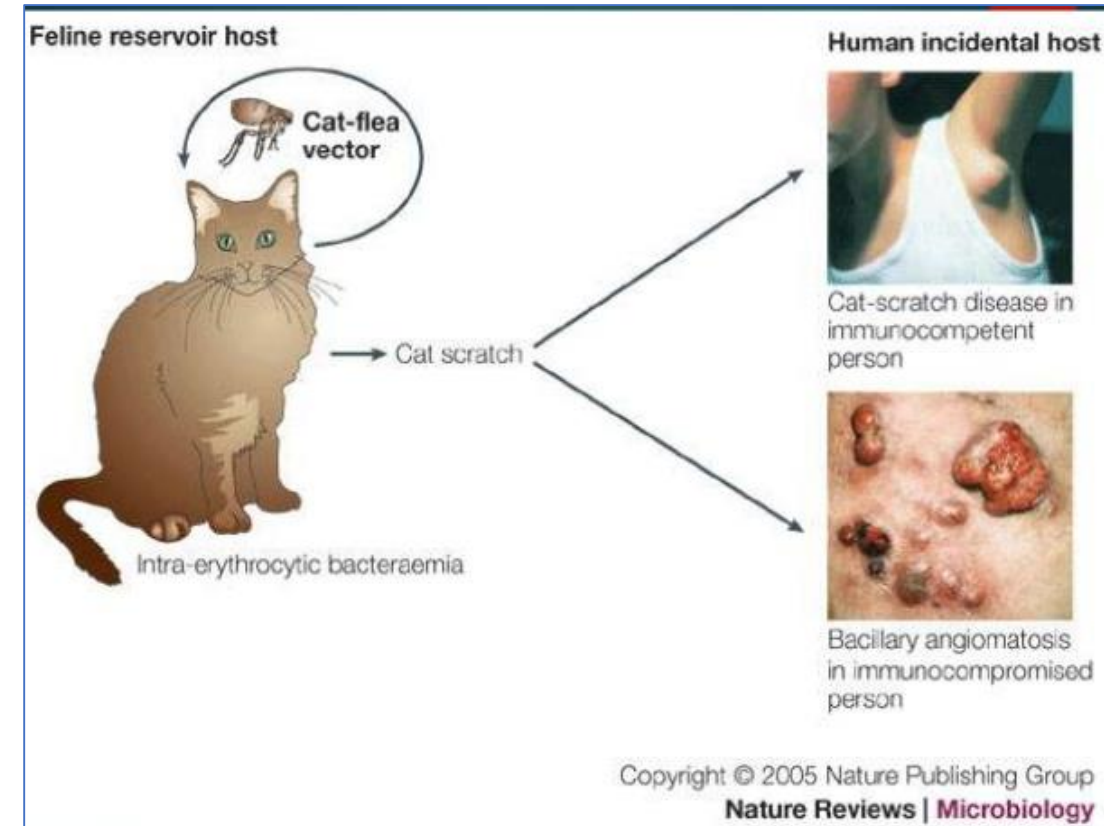 Feline reservoir host
Cat-flea
vector
Cat scratch
Intra-erythrocytic bacteraemia
Human incidental host
Cat-scratch disease in
immunocompetent
person
Bacillary angiomatosis
in immunocompromised
person
Copyright © 2005 Nature Publishing Group
Nature Reviews | Microbiology